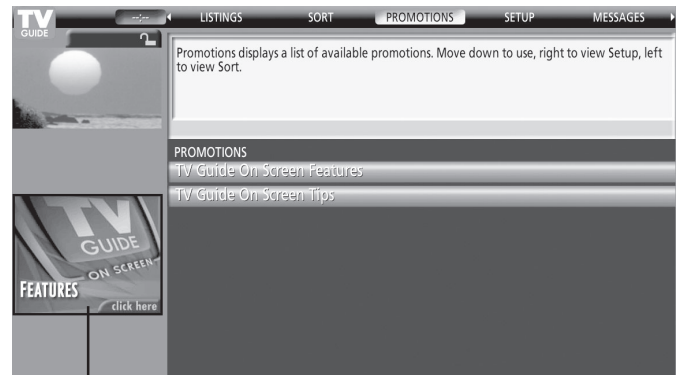 TV
GUIDE
--:--
LISTINGS
SORT
PROMOTIONS
SETUP
MESSAGES
Promotions displays a list of available promotions. Move down to use, right to view Setup, left
to view Sort.
PROMOTIONS
TV Guide On Screen Features
TV Guide On Screen Tips
TV
GUIDE
ON SCREEN
FEATURES
click here